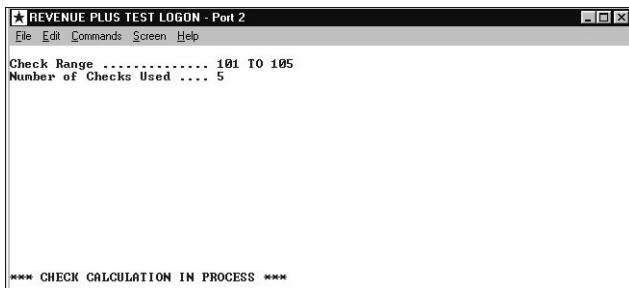 REVENUE PLUS TEST LOGON - Port 2
File Edit Commands Screen Help
Check Range .............. 101 TO 105
Number of Checks Used .... 5
*** CHECK CALCULATION IN PROCESS ***